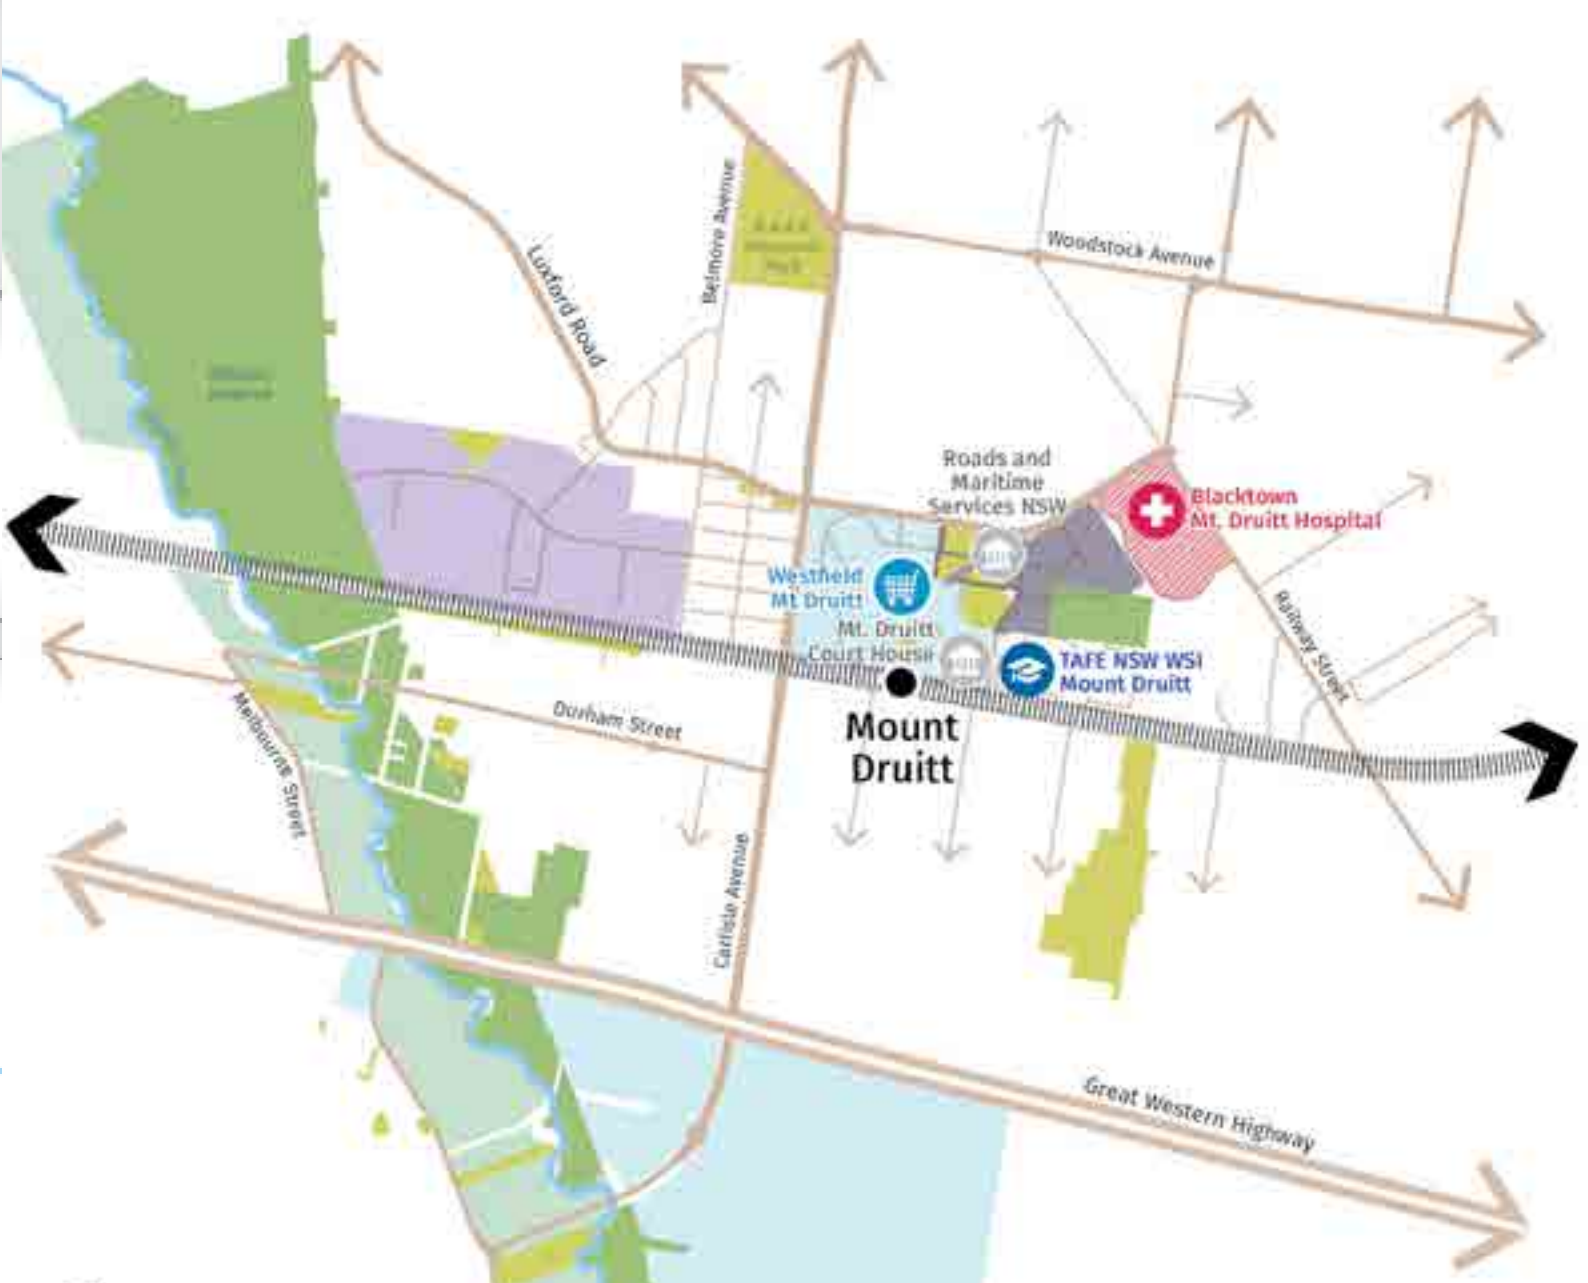 Belmore Avenue
Luxford Road
Woodstock Avenue
Roads and
Maritime
Services NSW
Blacktown
Mt. Druitt Hospital
Westfield
Mt Druitt
Mt. Druitt
Court House
TAFE NSW WSI
Mount Druitt
Railway Street
Mount
Druitt
Durham Street
Melbourne Street
Carlisle Avenue
Great Western Highway